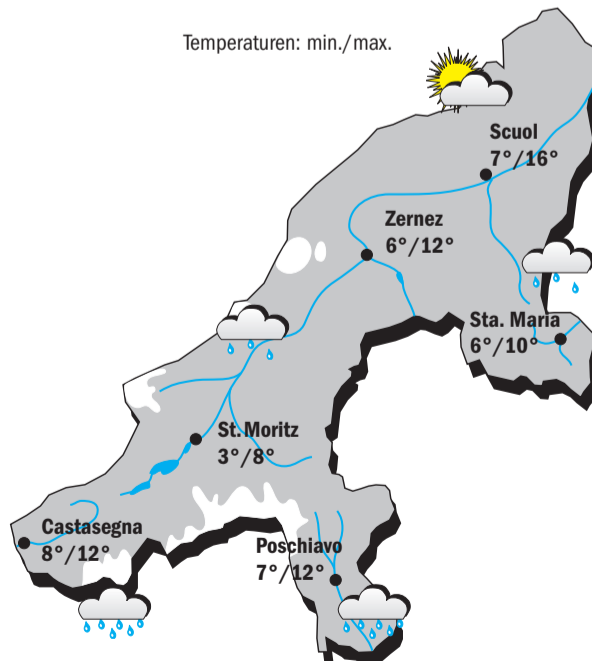 Temperaturen: min./max.
Scuol
7°/16°
Zernez
6°/12°
Sta. Maria
6°/10°
St. Moritz
3°/8°
Castasegna
8°/12°
Poschiavo
7°/12°